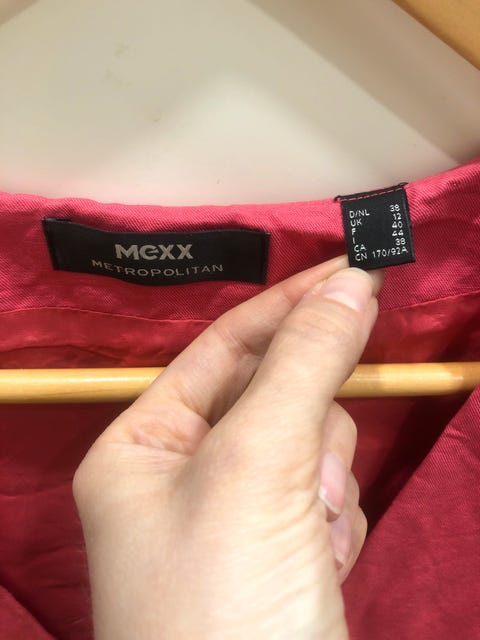 Mexx
METROPOLITAN
D/NL 38
UK 12
F 40
I 44
CA 38
CN 170/92A